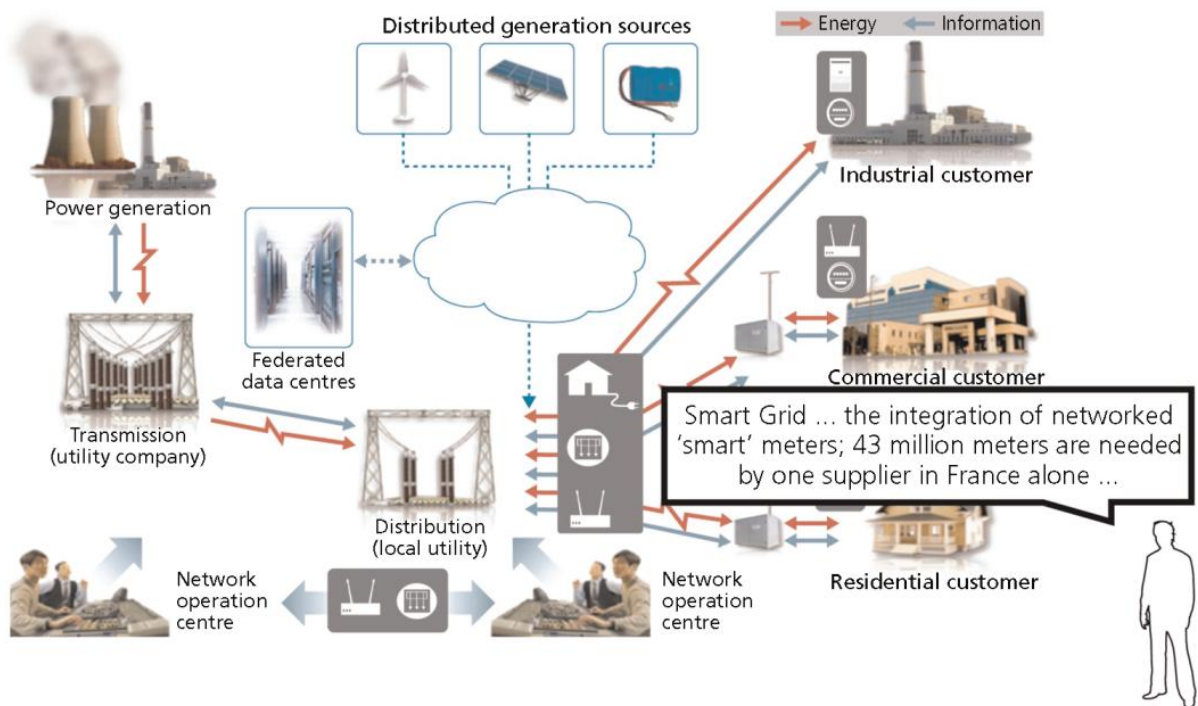 Distributed generation sources
Energy
Information
Power generation
Industrial customer
Federated
data centres
Commercial customer
Transmission
(utility company)
Smart Grid ... the integration of networked
‘smart’ meters; 43 million meters are needed
by one supplier in France alone ...
Distribution
(local utility)
Residential customer
Network
operation
centre
Network
operation
centre